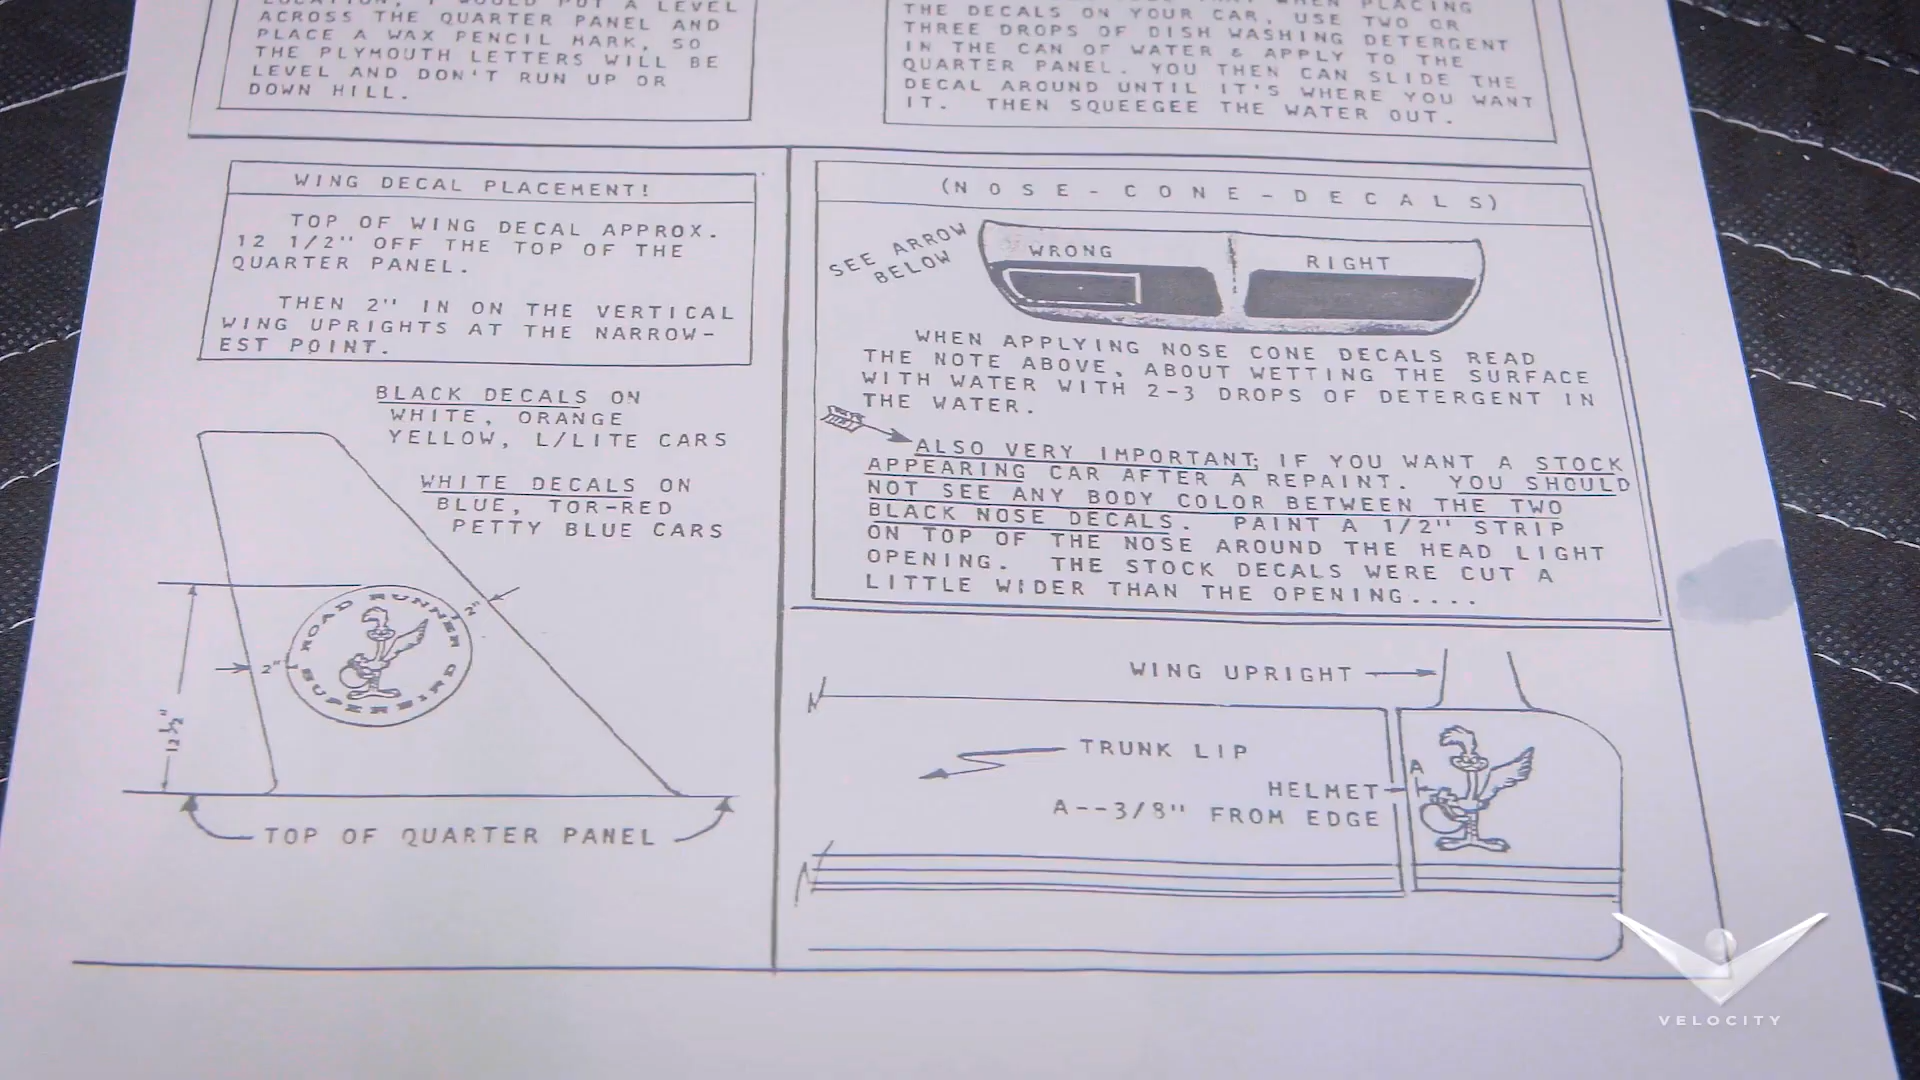 A LEVEL
ACROSS THE QUARTER PANEL AND
PLACE A WAX PENCIL MARK, SO
THE PLYMOUTH LETTERS WILL BE
LEVEL AND DON'T RUN UP OR
DOWN HILL.
PLACING
THE DECALS ON YOUR CAR, USE TWO OR
THREE DROPS OF DISH WASHING DETERGENT
IN THE CAN OF WATER & APPLY TO THE
QUARTER PANEL. YOU THEN CAN SLIDE THE
DECAL AROUND UNTIL IT'S WHERE YOU WANT
IT. THEN SQUEEGEE THE WATER OUT.
WING DECAL PLACEMENT!
TOP OF WING DECAL APPROX.
12 1/2" OFF THE TOP OF THE
QUARTER PANEL.
THEN 2" IN ON THE VERTICAL
WING UPRIGHTS AT THE NARROW-
EST POINT.
BLACK DECALS ON
WHITE, ORANGE
YELLOW, L/LITE CARS
WHITE DECALS ON
BLUE, TOR-RED
PETTY BLUE CARS
2"
2"
ROAD RUNNER
SUPERBIRD
12½"
TOP OF QUARTER PANEL
(NOSE-CONE-DECALS)
SEE ARROW
BELOW
WRONG
RIGHT
WHEN APPLYING NOSE CONE DECALS READ
THE NOTE ABOVE, ABOUT WETTING THE SURFACE
WITH WATER WITH 2-3 DROPS OF DETERGENT IN
THE WATER.
ALSO VERY IMPORTANT; IF YOU WANT A STOCK
APPEARING CAR AFTER A REPAINT. YOU SHOULD
NOT SEE ANY BODY COLOR BETWEEN THE TWO
BLACK NOSE DECALS. PAINT A 1/2" STRIP
ON TOP OF THE NOSE AROUND THE HEAD LIGHT
OPENING. THE STOCK DECALS WERE CUT A
LITTLE WIDER THAN THE OPENING....
WING UPRIGHT
TRUNK LIP
A
HELMET
A--3/8" FROM EDGE
VELOCITY